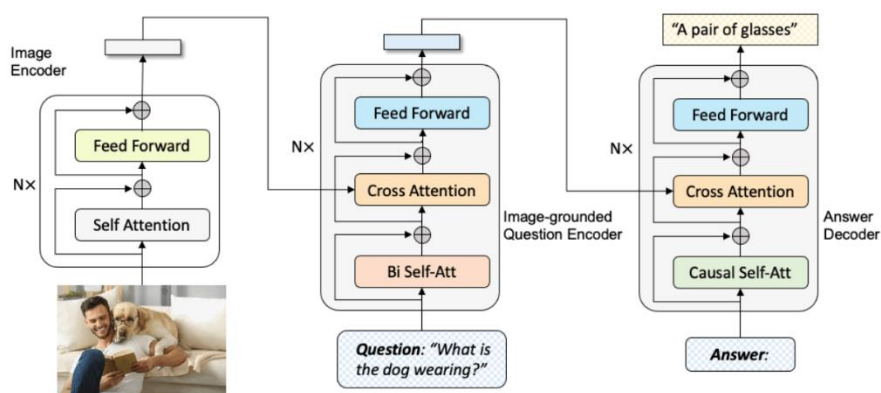 Image
Encoder
N×
Feed Forward
Self Attention
N×
Feed Forward
Cross Attention
Bi Self-Att
Image-grounded
Question Encoder
Question: “What is
the dog wearing?”
“A pair of glasses”
N×
Feed Forward
Cross Attention
Causal Self-Att
Answer
Decoder
Answer: